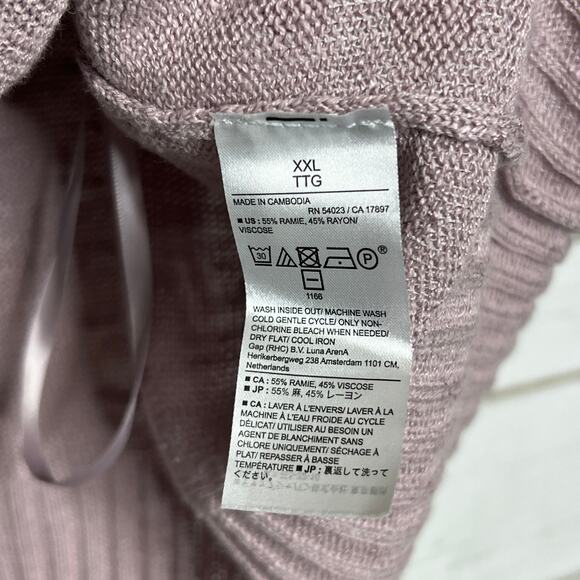 XXL
TTG
MADE IN CAMBODIA
RN 54023 / CA 17897
■ US : 55% RAMIE, 45% RAYON/
VISCOSE
30
P
®
1166
WASH INSIDE OUT/ MACHINE WASH
COLD GENTLE CYCLE/ ONLY NON-
CHLORINE BLEACH WHEN NEEDED/
DRY FLAT/ COOL IRON
Gap (RHC) B.V. Luna ArenA
Herikerbergweg 238 Amsterdam 1101 CM,
Netherlands
■ CA : 55% RAMIE, 45% VISCOSE
■ JP : 55% 麻, 45% レーヨン
■ CA : LAVER À L'ENVERS/ LAVER À LA
MACHINE À L'EAU FROIDE AU CYCLE
DÉLICAT/ UTILISER AU BESOIN UN
AGENT DE BLANCHIMENT SANS
CHLORE UNIQUEMENT/ SÉCHAGE À
PLAT/ REPASSER À BASSE
TEMPÉRATURE ■ JP : 裏返して洗って
ください。